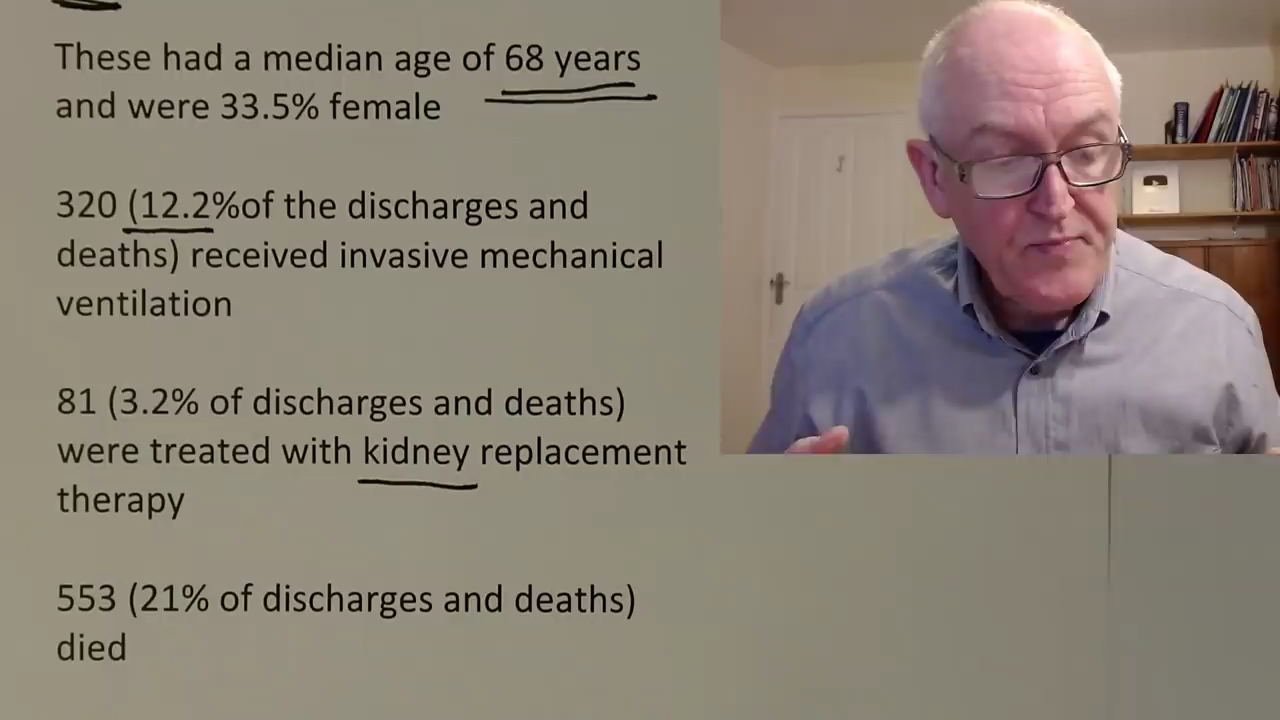 These had a median age of 68 years
and were 33.5% female
320 (12.2%of the discharges and
deaths) received invasive mechanical
ventilation
81 (3.2% of discharges and deaths)
were treated with kidney replacement
therapy
553 (21% of discharges and deaths)
died